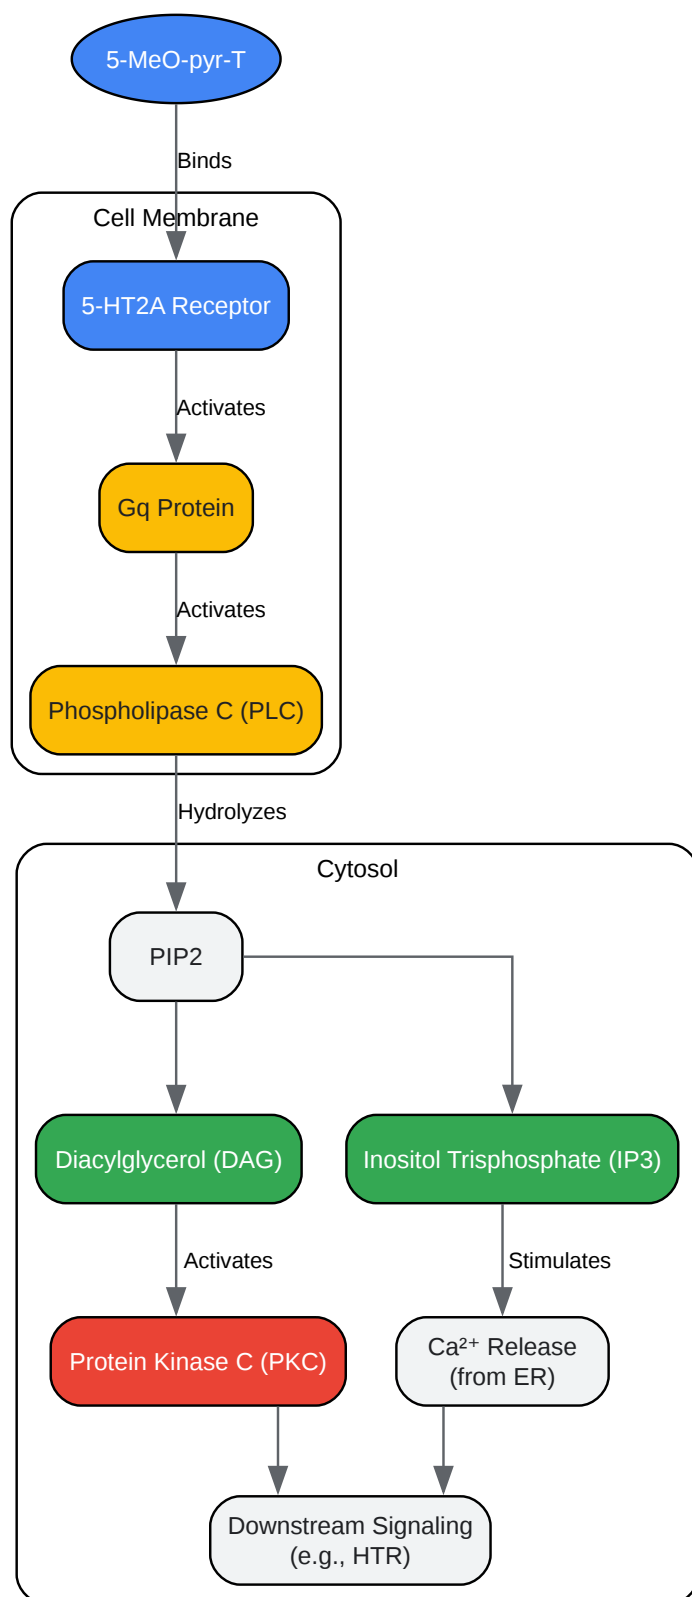 5-MeO-pyr-T
Binds
Cell Membrane
5-HT2A Receptor
Activates
Gq Protein
Activates
Phospholipase C (PLC)
Hydrolyzes
Cytosol
PIP2
Diacylglycerol (DAG)
Inositol Trisphosphate (IP3)
Activates
Stimulates
Protein Kinase C (PKC)
Ca²⁺ Release
(from ER)
Downstream Signaling
(e.g., HTR)